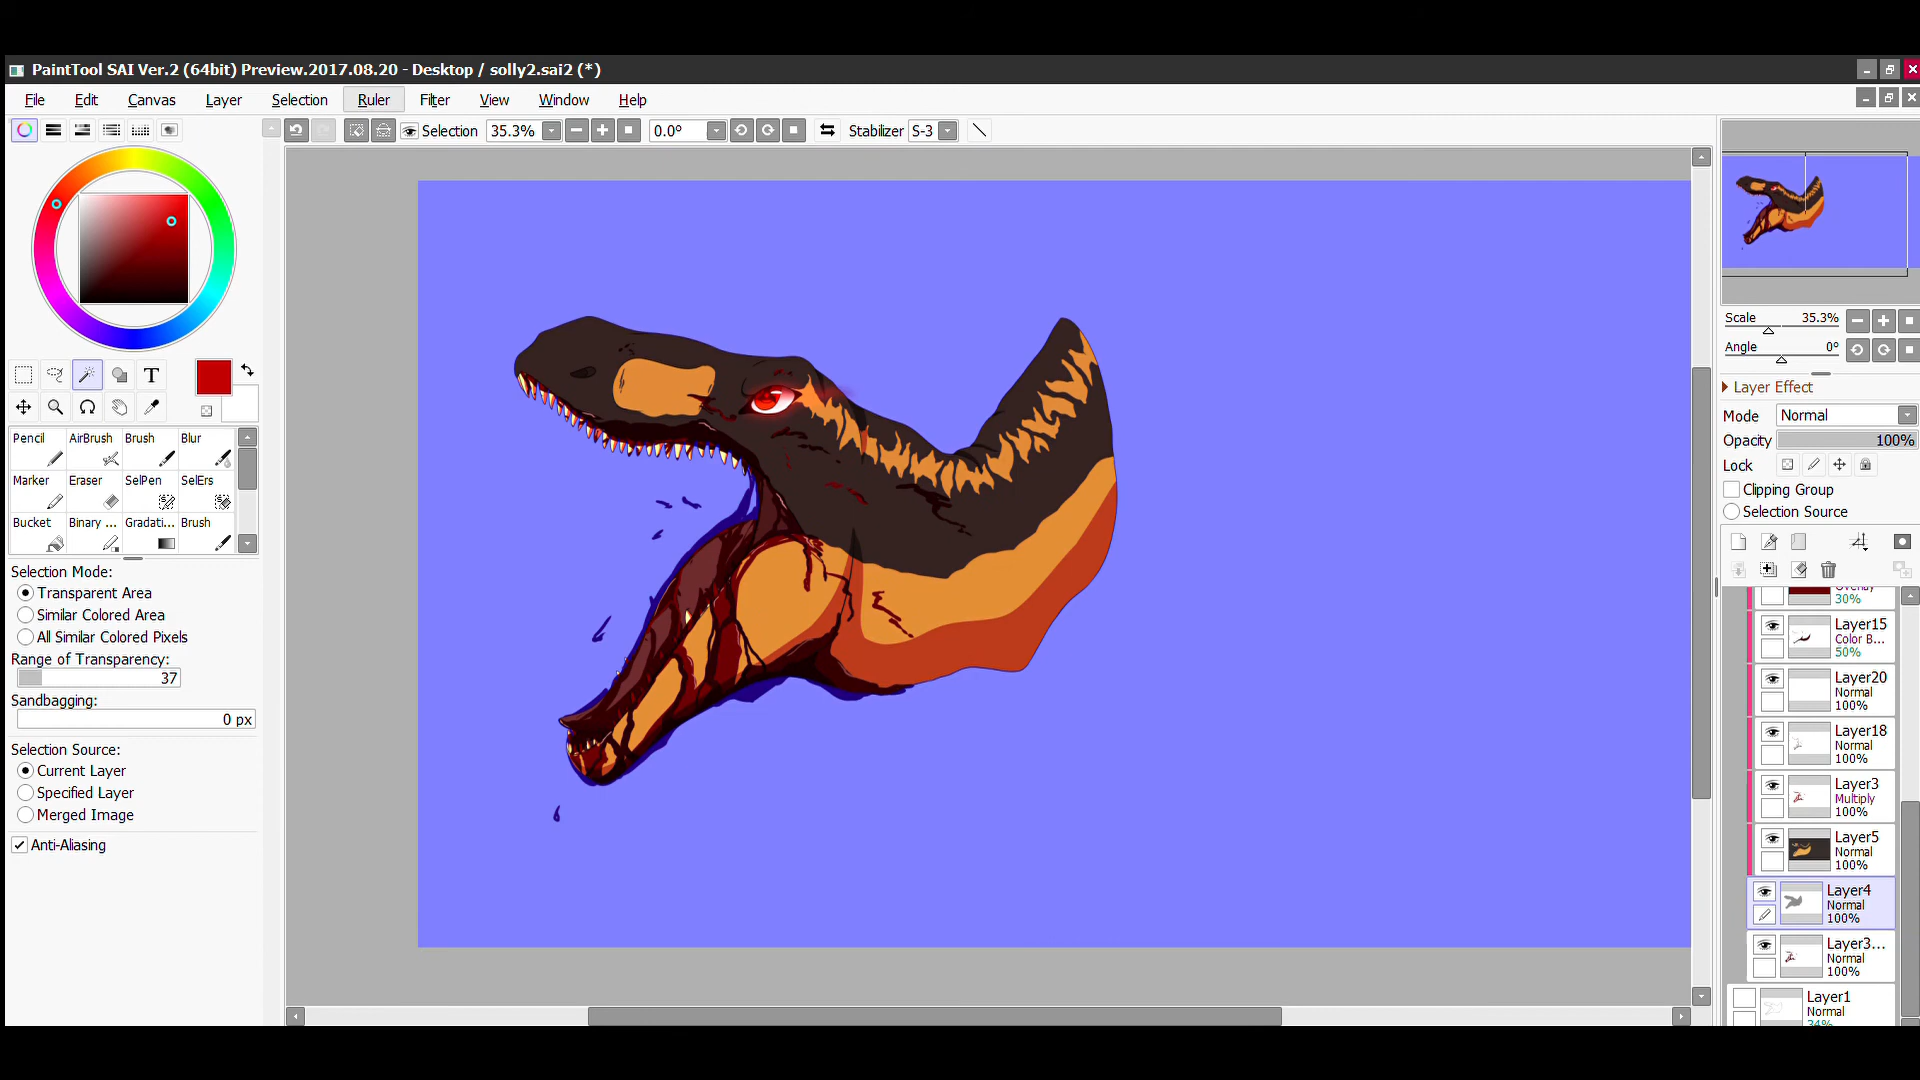 PaintTool SAI Ver.2 (64bit) Preview.2017.08.20 - Desktop / solly2.sai2 (*)
File Edit Canvas Layer Selection Ruler Filter View Window Help
Selection 35.3% 0.0° Stabilizer S-3
T
Pencil AirBrush Brush Blur
Marker Eraser SelPen SelErs
Bucket Binary ... Gradati... Brush
Selection Mode:
Transparent Area
Similar Colored Area
All Similar Colored Pixels
Range of Transparency:
37
Sandbagging:
0 px
Selection Source:
Current Layer
Specified Layer
Merged Image
Anti-Aliasing
Scale 35.3%
Angle 0°
Layer Effect
Mode Normal
Opacity 100%
Lock
Clipping Group
Selection Source
Overlay
30%
Layer15
Color B...
50%
Layer20
Normal
100%
Layer18
Normal
100%
Layer3
Multiply
100%
Layer5
Normal
100%
Layer4
Normal
100%
Layer3...
Normal
100%
Layer1
Normal
34%